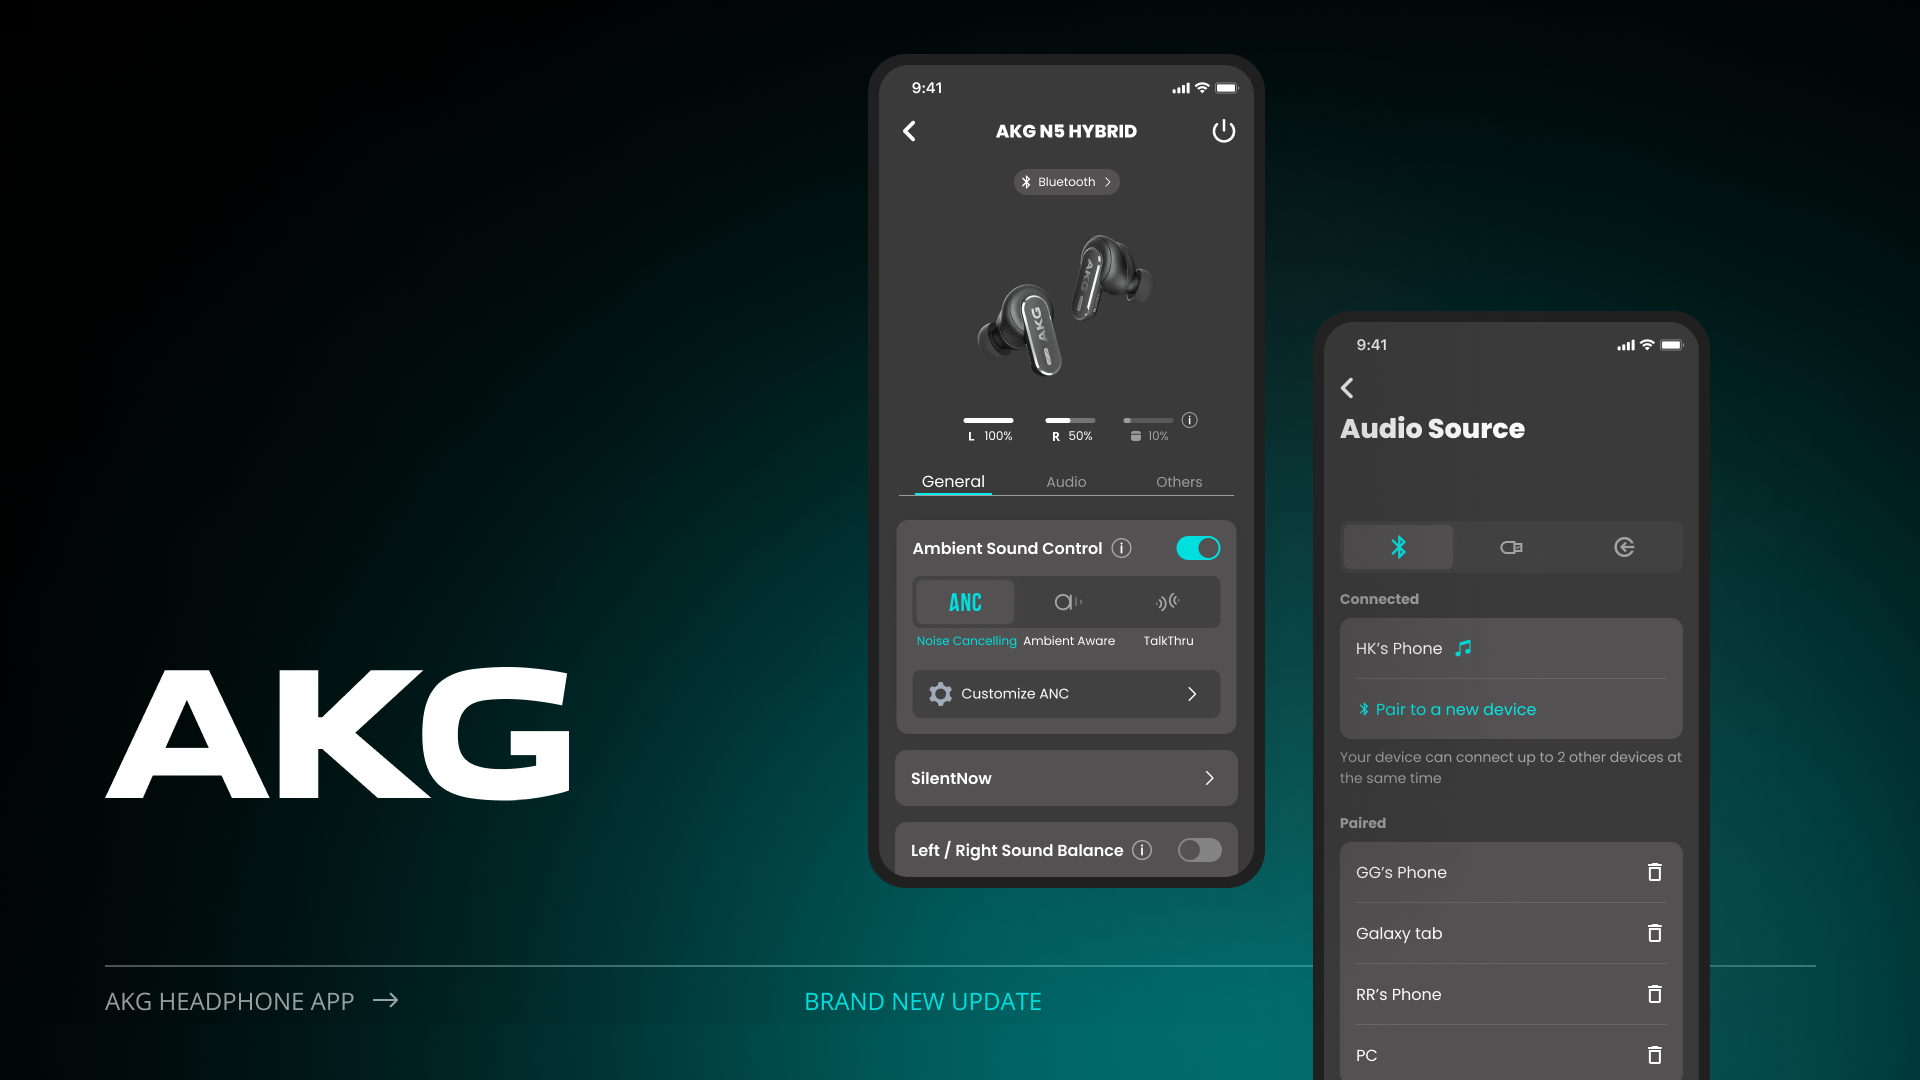 AKG
AKG HEADPHONE APP
BRAND NEW UPDATE
9:41
AKG N5 HYBRID
Bluetooth
AKG
AKG
L 100%
R 50%
10%
General
Audio
Others
Ambient Sound Control
ANC
Noise Cancelling
Ambient Aware
TalkThru
Customize ANC
SilentNow
Left / Right Sound Balance
9:41
Audio Source
Connected
HK’s Phone
Pair to a new device
Your device can connect up to 2 other devices at
the same time
Paired
GG’s Phone
Galaxy tab
RR’s Phone
PC